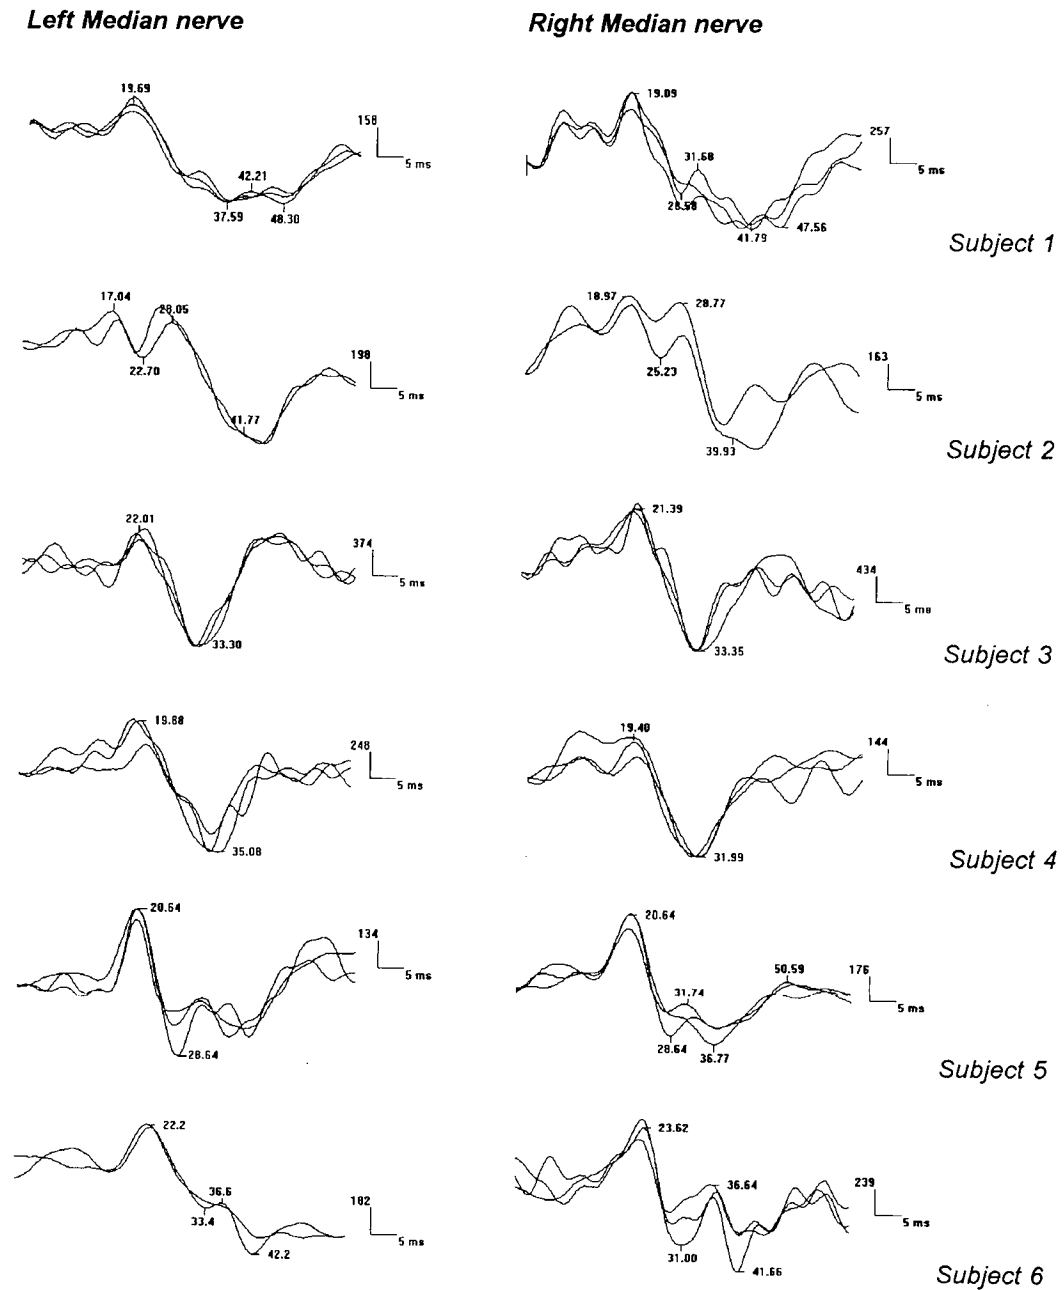 Left Median nerve
Right Median nerve
19.69
158
5 ms
42.21
37.59
48.30
19.09
257
5 ms
31.68
28.58
41.79
47.56
Subject 1
17.04
28.05
22.70
198
5 ms
41.77
18.97
28.77
25.23
163
5 ms
39.93
Subject 2
22.01
374
5 ms
33.30
21.39
434
5 ms
33.35
Subject 3
19.88
248
5 ms
35.08
19.40
144
5 ms
31.99
Subject 4
20.64
134
5 ms
28.64
20.64
50.59
176
5 ms
31.74
28.64
36.77
Subject 5
22.2
36.6
33.4
182
5 ms
42.2
23.62
36.64
239
5 ms
31.00
41.66
Subject 6